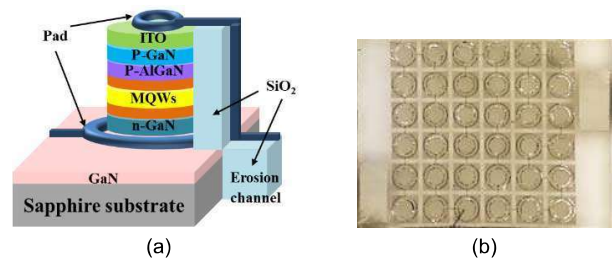 Pad
ITO
P-GaN
P-AlGaN
MQWs
n-GaN
SiO₂
GaN
Sapphire substrate
Erosion
channel
(a)
(b)